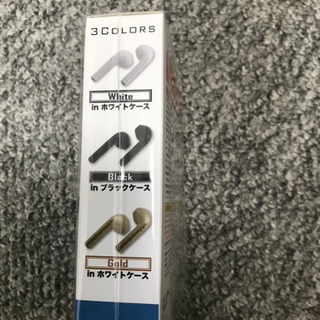 3COLORS
White
in ホワイトケース
Black
in ブラックケース
Gold
in ホワイトケース